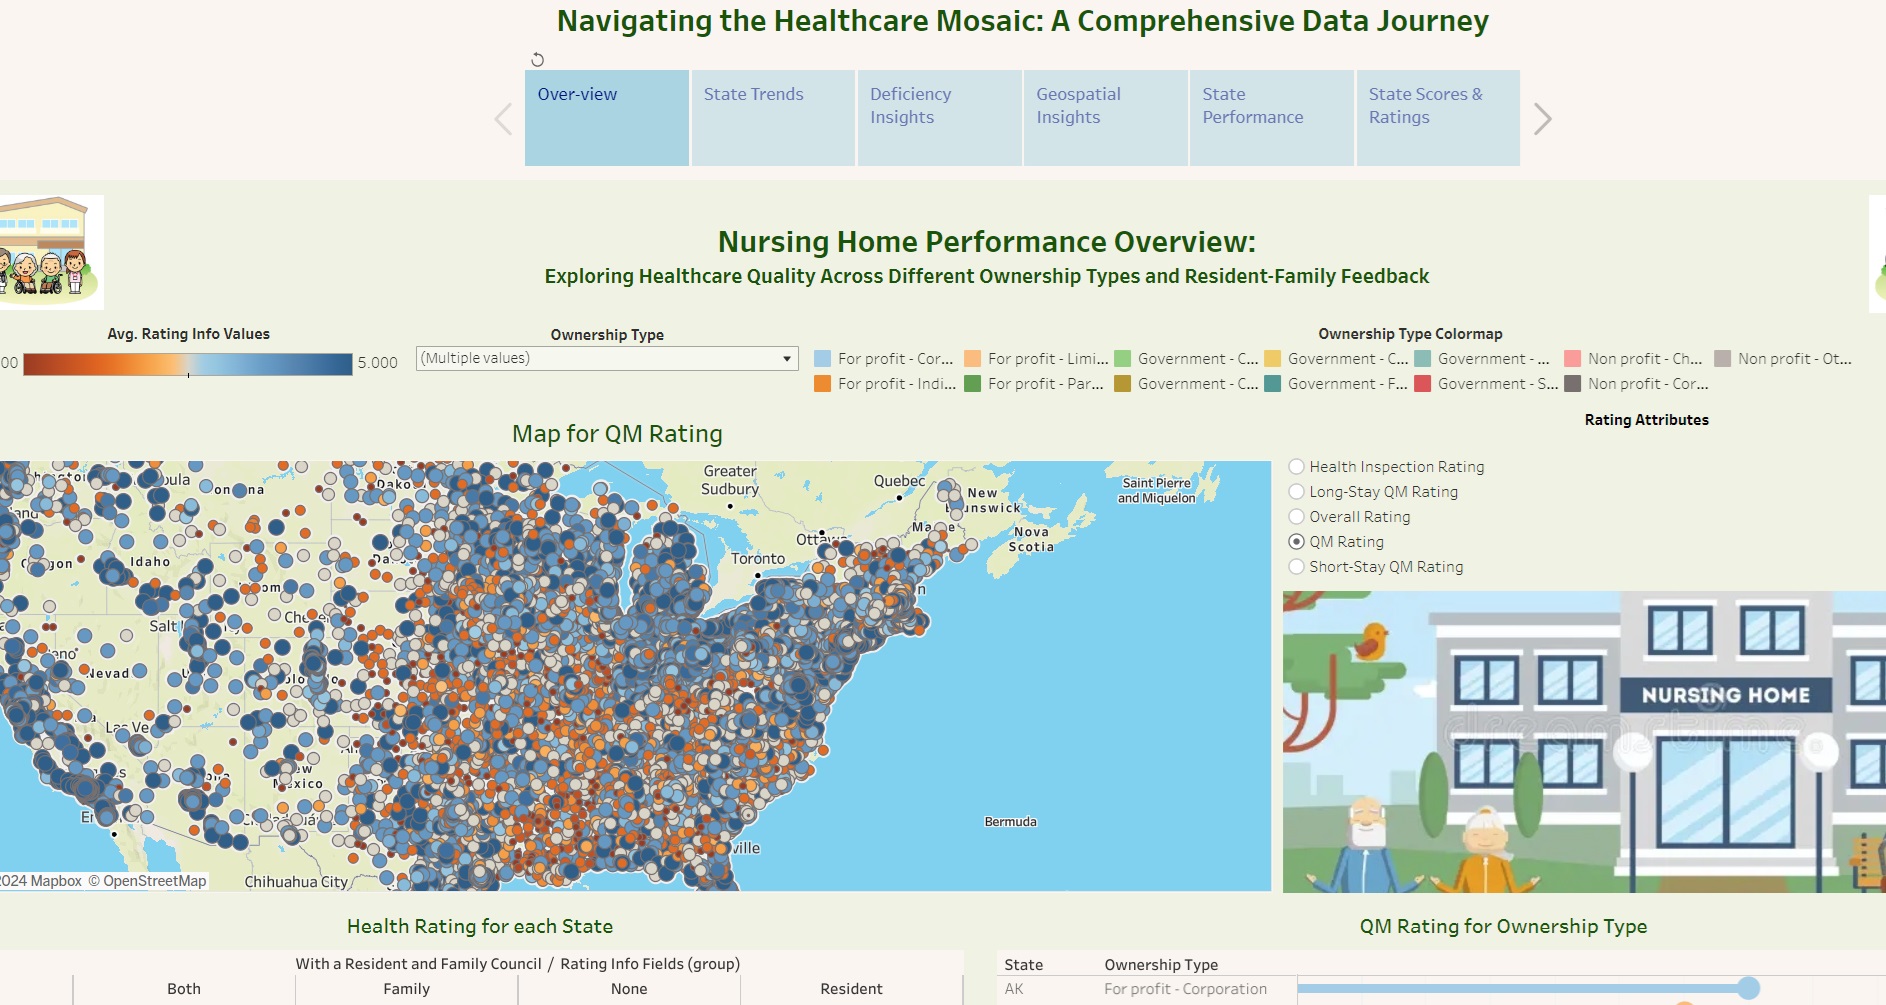 Navigating the Healthcare Mosaic: A Comprehensive Data Journey
Over-view
State Trends
Deficiency
Insights
Geospatial
Insights
State
Performance
State Scores &
Ratings
Nursing Home Performance Overview:
Exploring Healthcare Quality Across Different Ownership Types and Resident-Family Feedback
Avg. Rating Info Values
00
5.000
Ownership Type
(Multiple values)
Ownership Type Colormap
For profit - Cor...
For profit - Limi...
Government - C...
Government - C...
Government - ...
Non profit - Ch...
Non profit - Ot...
For profit - Indi...
For profit - Par...
Government - C...
Government - F...
Government - S...
Non profit - Cor...
Rating Attributes
Health Inspection Rating
Long-Stay QM Rating
Overall Rating
QM Rating
Short-Stay QM Rating
Map for QM Rating
Greater
Sudbury
Quebec
New
Saint Pierre
and Miquelon
Nova
Scotia
Toronto
Idaho
Nevad
Las Ve
Bermuda
ville
Chihuahua City
2024 Mapbox © OpenStreetMap
NURSING HOME
dreamstime
Health Rating for each State
With a Resident and Family Council / Rating Info Fields (group)
Both
Family
None
Resident
QM Rating for Ownership Type
State
Ownership Type
AK
For profit - Corporation